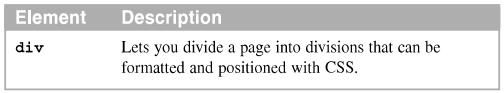 Element Description
div Lets you divide a page into divisions that can be
formatted and positioned with CSS.